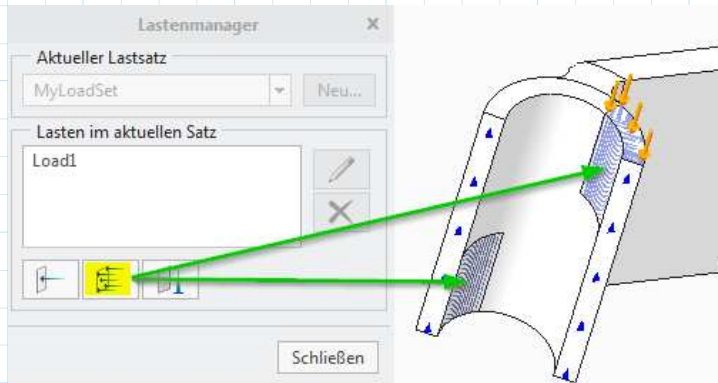 Lastenmanager
Aktueller Lastsatz
MyLoadSet
Neu...
Lasten im aktuellen Satz
Load1
Schließen